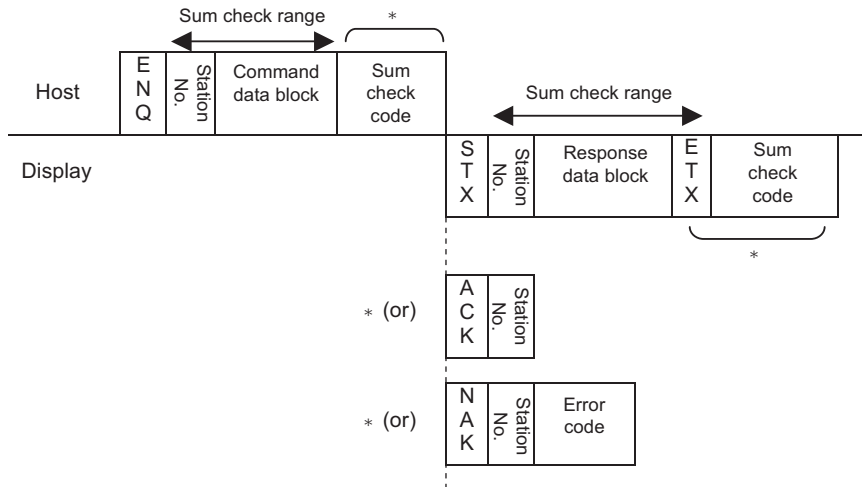 Sum check range
*
Host
E
N
Q
Station
No.
Command
data block
Sum
check
code
Sum check range
Display
S
T
X
Station
No.
Response
data block
E
T
X
Sum
check
code
*
* (or)
A
C
K
Station
No.
* (or)
N
A
K
Station
No.
Error
code